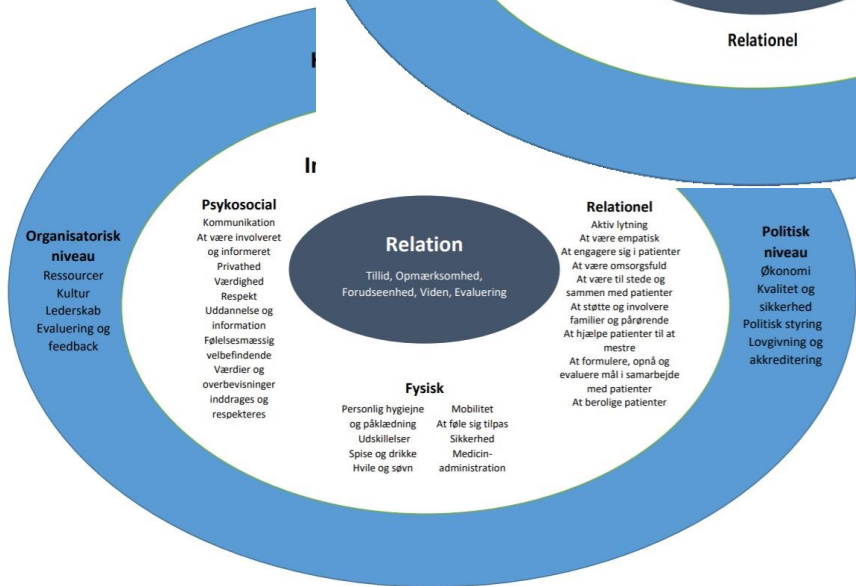 Relationel
Psykosocial
Kommunikation
At være involveret
og informeret
Privathed
Værdighed
Respekt
Uddannelse og
information
Følelsesmæssig
velbefindende
Værdier og
overbevisninger
inddrages og
respekteres
Organisatorisk
niveau
Ressourcer
Kultur
Lederskab
Evaluering og
feedback
Relation
Tillid, Opmærksomhed,
Forudseenhed, Viden, Evaluering
Relationel
Aktiv lytning
At være empatisk
At engagere sig i patienter
At være omsorgsfuld
At være til stede og
sammen med patienter
At støtte og involvere
familier og pårørende
At hjælpe patienter til at
mestre
At formulere, opnå og
evaluere mål i samarbejde
med patienter
At berolige patienter
Politisk
niveau
Økonomi
Kvalitet og
sikkerhed
Politisk styring
Lovgivning og
akkreditering
Fysisk
Personlig hygiejne
og påklædning
Udskillelser
Spise og drikke
Hvile og søvn
Mobilitet
At føle sig tilpas
Sikkerhed
Medicin-
administration